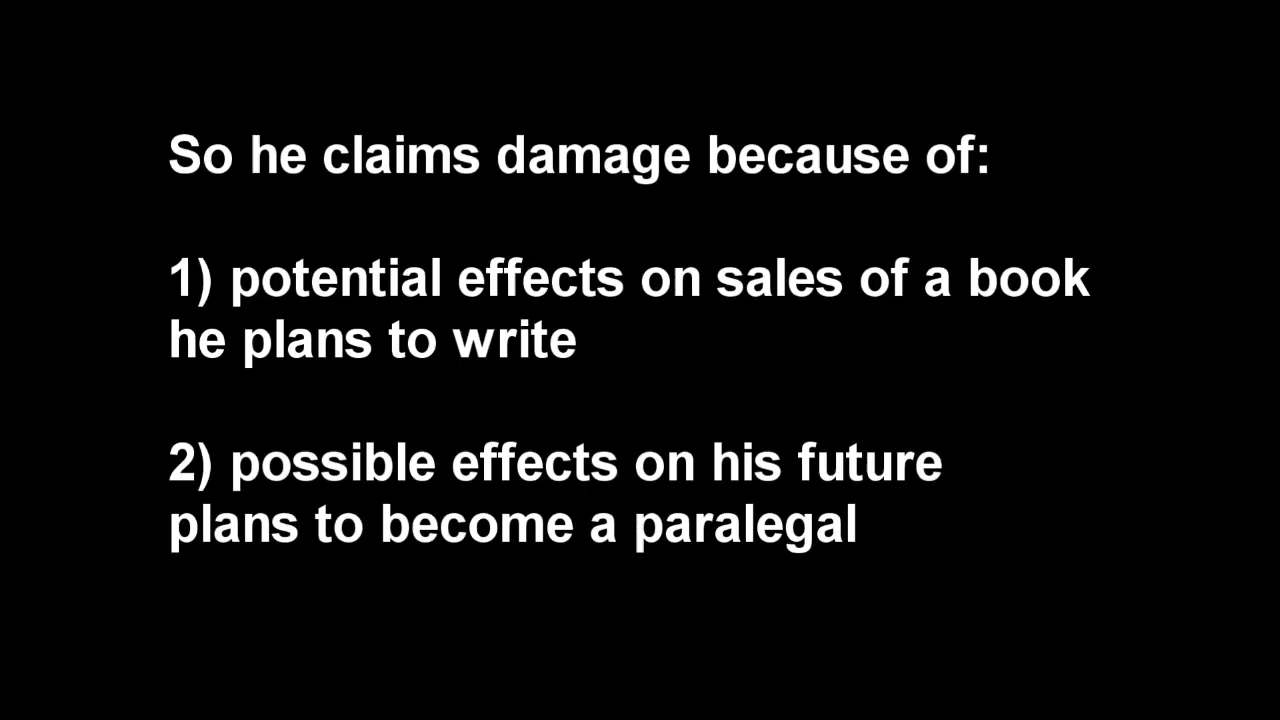 So he claims damage because of:
1) potential effects on sales of a book
he plans to write
2) possible effects on his future
plans to become a paralegal